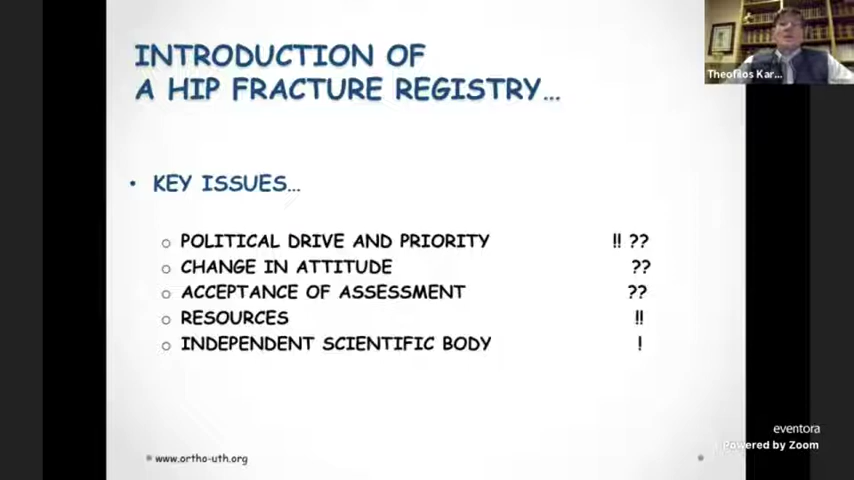 INTRODUCTION OF
A HIP FRACTURE REGISTRY...
Theofilos Kar...
• KEY ISSUES...
o POLITICAL DRIVE AND PRIORITY !! ??
o CHANGE IN ATTITUDE ??
o ACCEPTANCE OF ASSESSMENT ??
o RESOURCES !!
o INDEPENDENT SCIENTIFIC BODY !
eventora
Powered by Zoom
www.ortho-uth.org